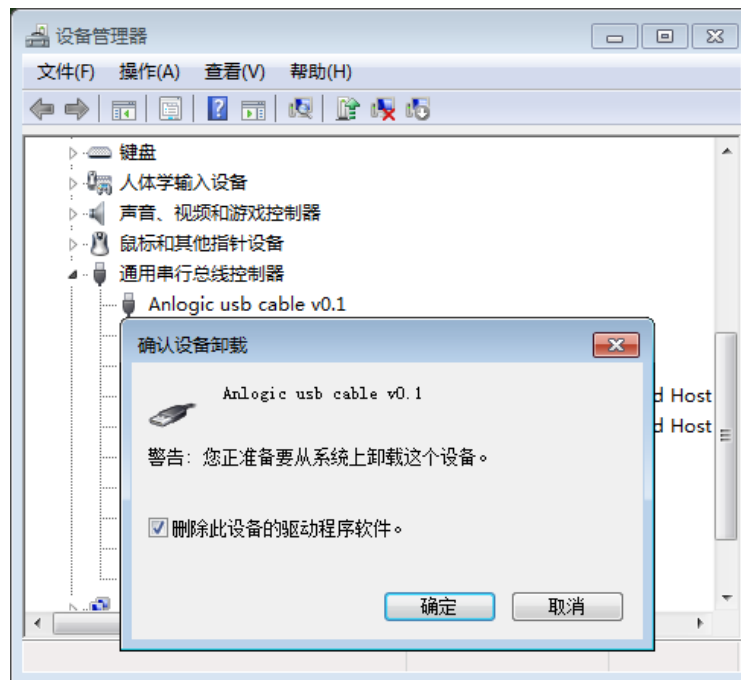 设备管理器
文件(F) 操作(A) 查看(V) 帮助(H)
键盘
人体学输入设备
声音、视频和游戏控制器
鼠标和其他指针设备
通用串行总线控制器
Anlogic usb cable v0.1
确认设备卸载
Anlogic usb cable v0.1
d Host
d Host
警告: 您正准备要从系统上卸载这个设备。
删除此设备的驱动程序软件。
确定 取消